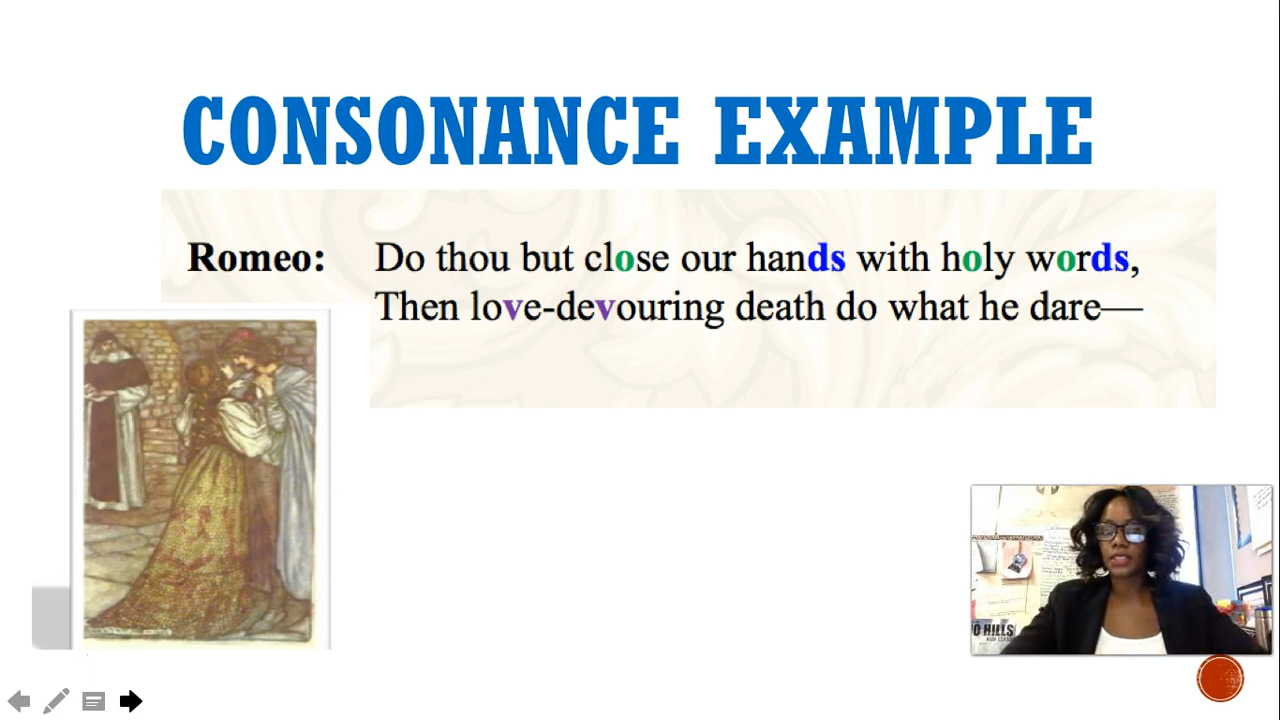 CONSONANCE EXAMPLE
Romeo: Do thou but close our hands with holy words,
Then love-devouring death do what he dare—
O HILLS